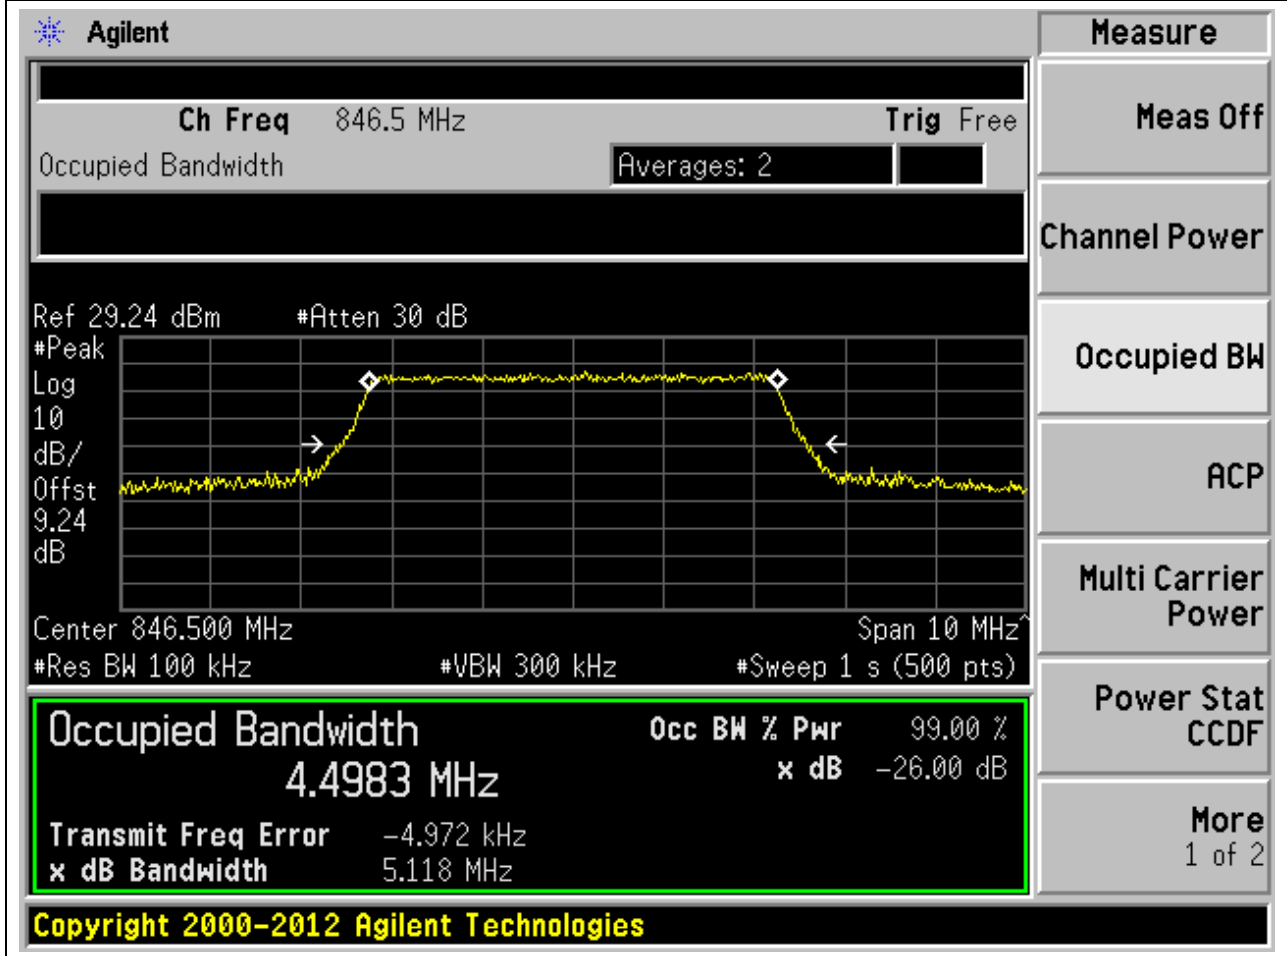 Agilent
Measure
Ch Freq 846.5 MHz Trig Free
Meas Off
Occupied Bandwidth Averages: 2
Channel Power
Ref 29.24 dBm #Atten 30 dB
#Peak
Log
10
dB/
Offst
9.24
dB
Occupied BW
ACP
Center 846.500 MHz Span 10 MHz^
#Res BW 100 kHz #VBW 300 kHz #Sweep 1 s (500 pts)
Multi Carrier
Power
Occupied Bandwidth Occ BW % Pwr 99.00 %
4.4983 MHz x dB -26.00 dB
Power Stat
CCDF
Transmit Freq Error -4.972 kHz
x dB Bandwidth 5.118 MHz
More
1 of 2
Copyright 2000-2012 Agilent Technologies